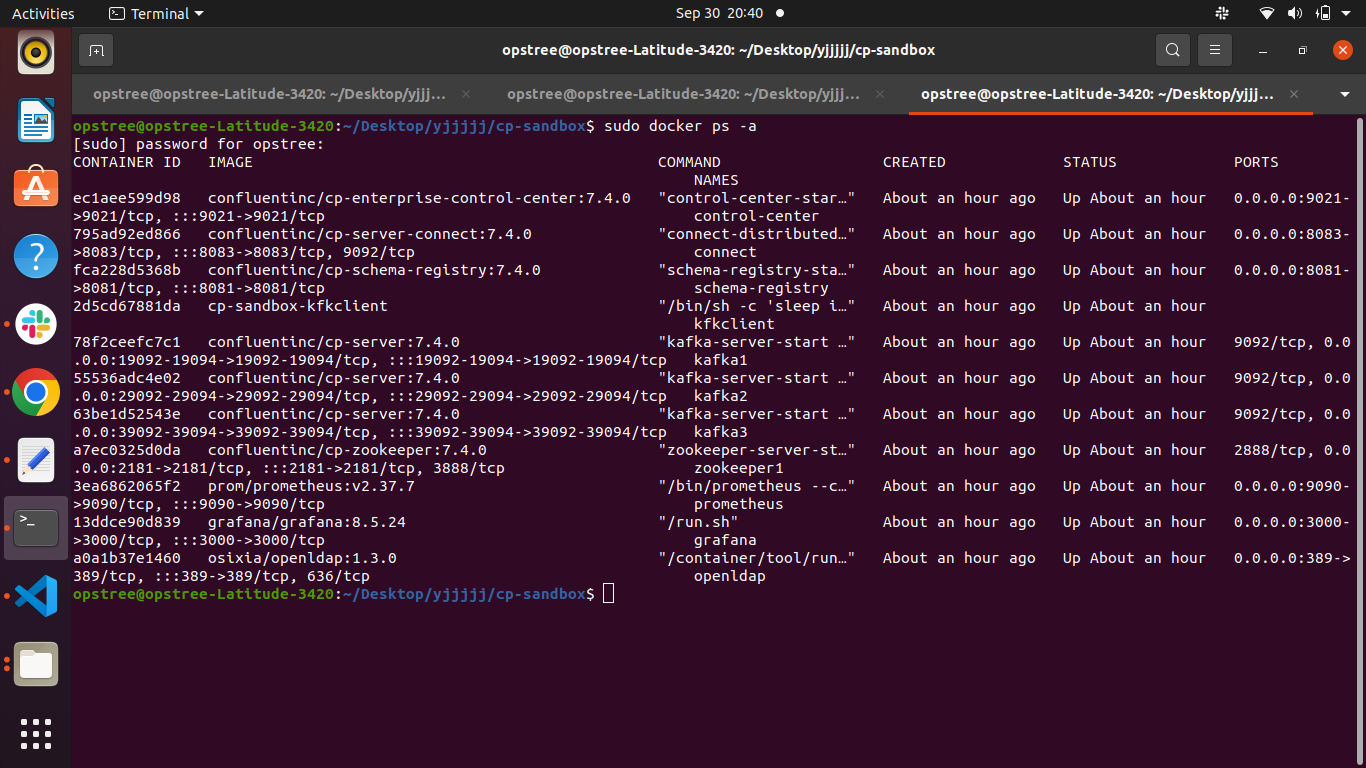 Activities Terminal Sep 30 20:40
opstree@opstree-Latitude-3420: ~/Desktop/yjjjjj/cp-sandbox
opstree@opstree-Latitude-3420: ~/Desktop/yjjj... opstree@opstree-Latitude-3420: ~/Desktop/yjjj... opstree@opstree-Latitude-3420: ~/Desktop/yjjj...
opstree@opstree-Latitude-3420:~/Desktop/yjjjjj/cp-sandbox$ sudo docker ps -a
[sudo] password for opstree:
CONTAINER ID IMAGE COMMAND CREATED STATUS PORTS
NAMES
ec1aee599d98 confluentinc/cp-enterprise-control-center:7.4.0 "control-center-star…" About an hour ago Up About an hour 0.0.0.0:9021-
>9021/tcp, :::9021->9021/tcp control-center
795ad92ed866 confluentinc/cp-server-connect:7.4.0 "connect-distributed…" About an hour ago Up About an hour 0.0.0.0:8083-
>8083/tcp, :::8083->8083/tcp, 9092/tcp connect
fca228d5368b confluentinc/cp-schema-registry:7.4.0 "schema-registry-sta…" About an hour ago Up About an hour 0.0.0.0:8081-
>8081/tcp, :::8081->8081/tcp schema-registry
2d5cd67881da cp-sandbox-kfkclient "/bin/sh -c 'sleep i…" About an hour ago Up About an hour
kfkclient
78f2ceefc7c1 confluentinc/cp-server:7.4.0 "kafka-server-start …" About an hour ago Up About an hour 9092/tcp, 0.0
.0.0:19092-19094->19092-19094/tcp, :::19092-19094->19092-19094/tcp kafka1
55536adc4e02 confluentinc/cp-server:7.4.0 "kafka-server-start …" About an hour ago Up About an hour 9092/tcp, 0.0
.0.0:29092-29094->29092-29094/tcp, :::29092-29094->29092-29094/tcp kafka2
63be1d52543e confluentinc/cp-server:7.4.0 "kafka-server-start …" About an hour ago Up About an hour 9092/tcp, 0.0
.0.0:39092-39094->39092-39094/tcp, :::39092-39094->39092-39094/tcp kafka3
a7ec0325d0da confluentinc/cp-zookeeper:7.4.0 "zookeeper-server-st…" About an hour ago Up About an hour 2888/tcp, 0.0
.0.0:2181->2181/tcp, :::2181->2181/tcp, 3888/tcp zookeeper1
3ea6862065f2 prom/prometheus:v2.37.7 "/bin/prometheus --c…" About an hour ago Up About an hour 0.0.0.0:9090-
>9090/tcp, :::9090->9090/tcp prometheus
13ddce90d839 grafana/grafana:8.5.24 "/run.sh" About an hour ago Up About an hour 0.0.0.0:3000-
>3000/tcp, :::3000->3000/tcp grafana
a0a1b37e1460 osixia/openldap:1.3.0 "/container/tool/run…" About an hour ago Up About an hour 0.0.0.0:389->
389/tcp, :::389->389/tcp, 636/tcp openldap
opstree@opstree-Latitude-3420:~/Desktop/yjjjjj/cp-sandbox$